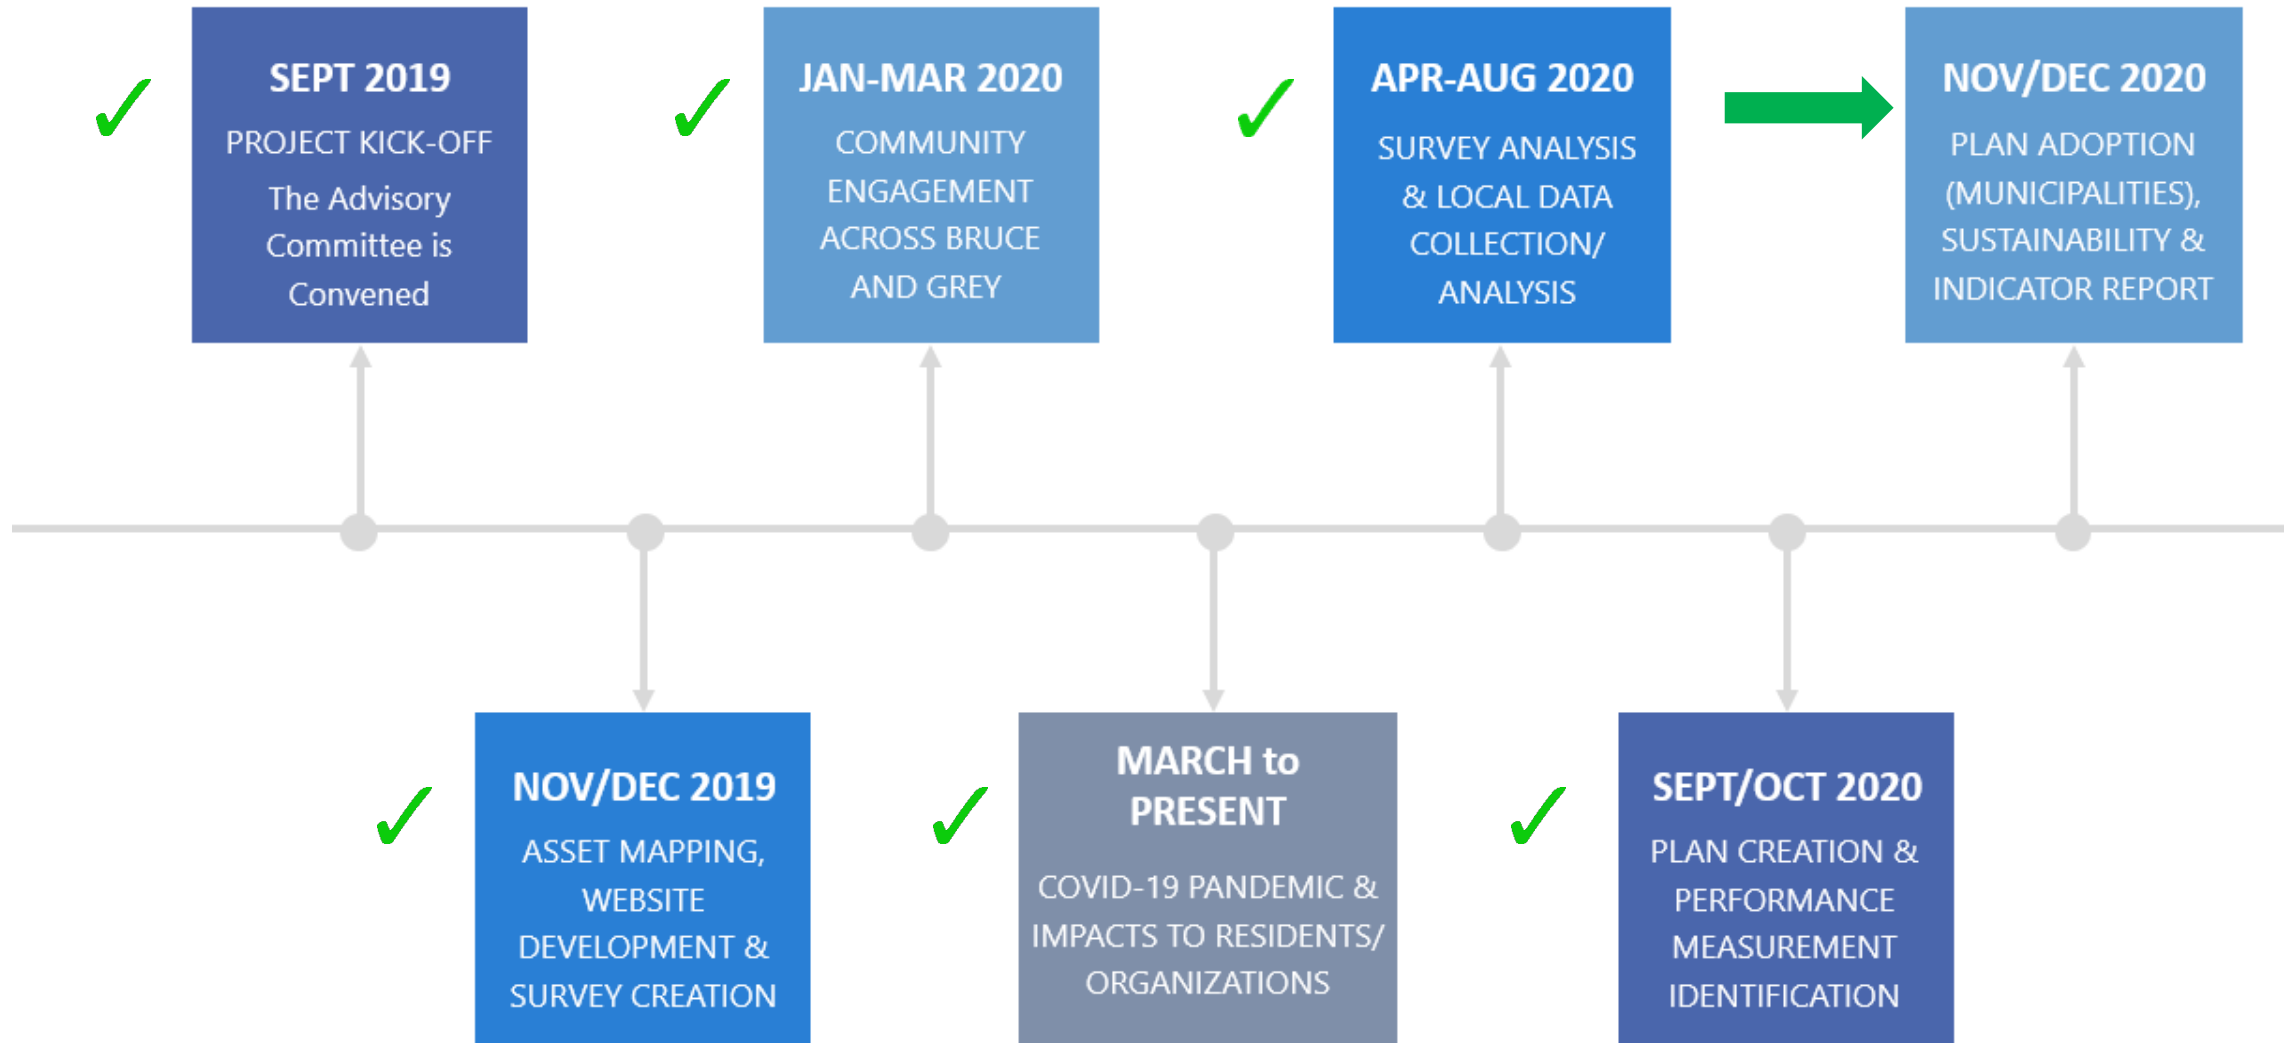 SEPT 2019
PROJECT KICK-OFF
The Advisory
Committee is
Convened
JAN-MAR 2020
COMMUNITY
ENGAGEMENT
ACROSS BRUCE
AND GREY
APR-AUG 2020
SURVEY ANALYSIS
& LOCAL DATA
COLLECTION/
ANALYSIS
NOV/DEC 2020
PLAN ADOPTION
(MUNICIPALITIES),
SUSTAINABILITY &
INDICATOR REPORT
NOV/DEC 2019
ASSET MAPPING,
WEBSITE
DEVELOPMENT &
SURVEY CREATION
MARCH to
PRESENT
COVID-19 PANDEMIC &
IMPACTS TO RESIDENTS/
ORGANIZATIONS
SEPT/OCT 2020
PLAN CREATION &
PERFORMANCE
MEASUREMENT
IDENTIFICATION